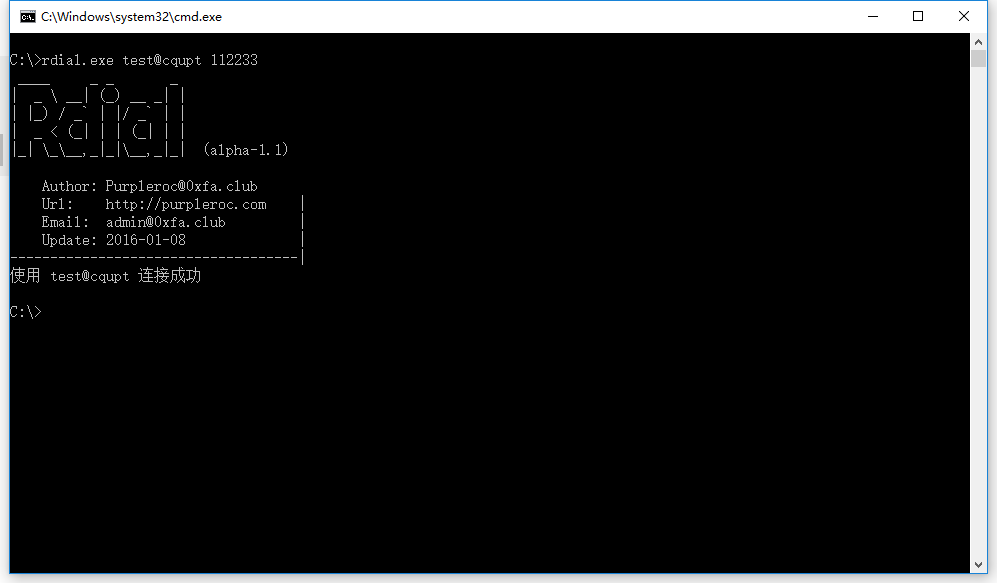 C:\Windows\system32\cmd.exe
C:\>rdial.exe test@cqupt 112233
Rdial
(alpha-1.1)
Author: Purpleroc@0xfa.club
Url: http://purpleroc.com |
Email: admin@0xfa.club |
Update: 2016-01-08 |
------------------------------------|
使用 test@cqupt 连接成功
C:\>